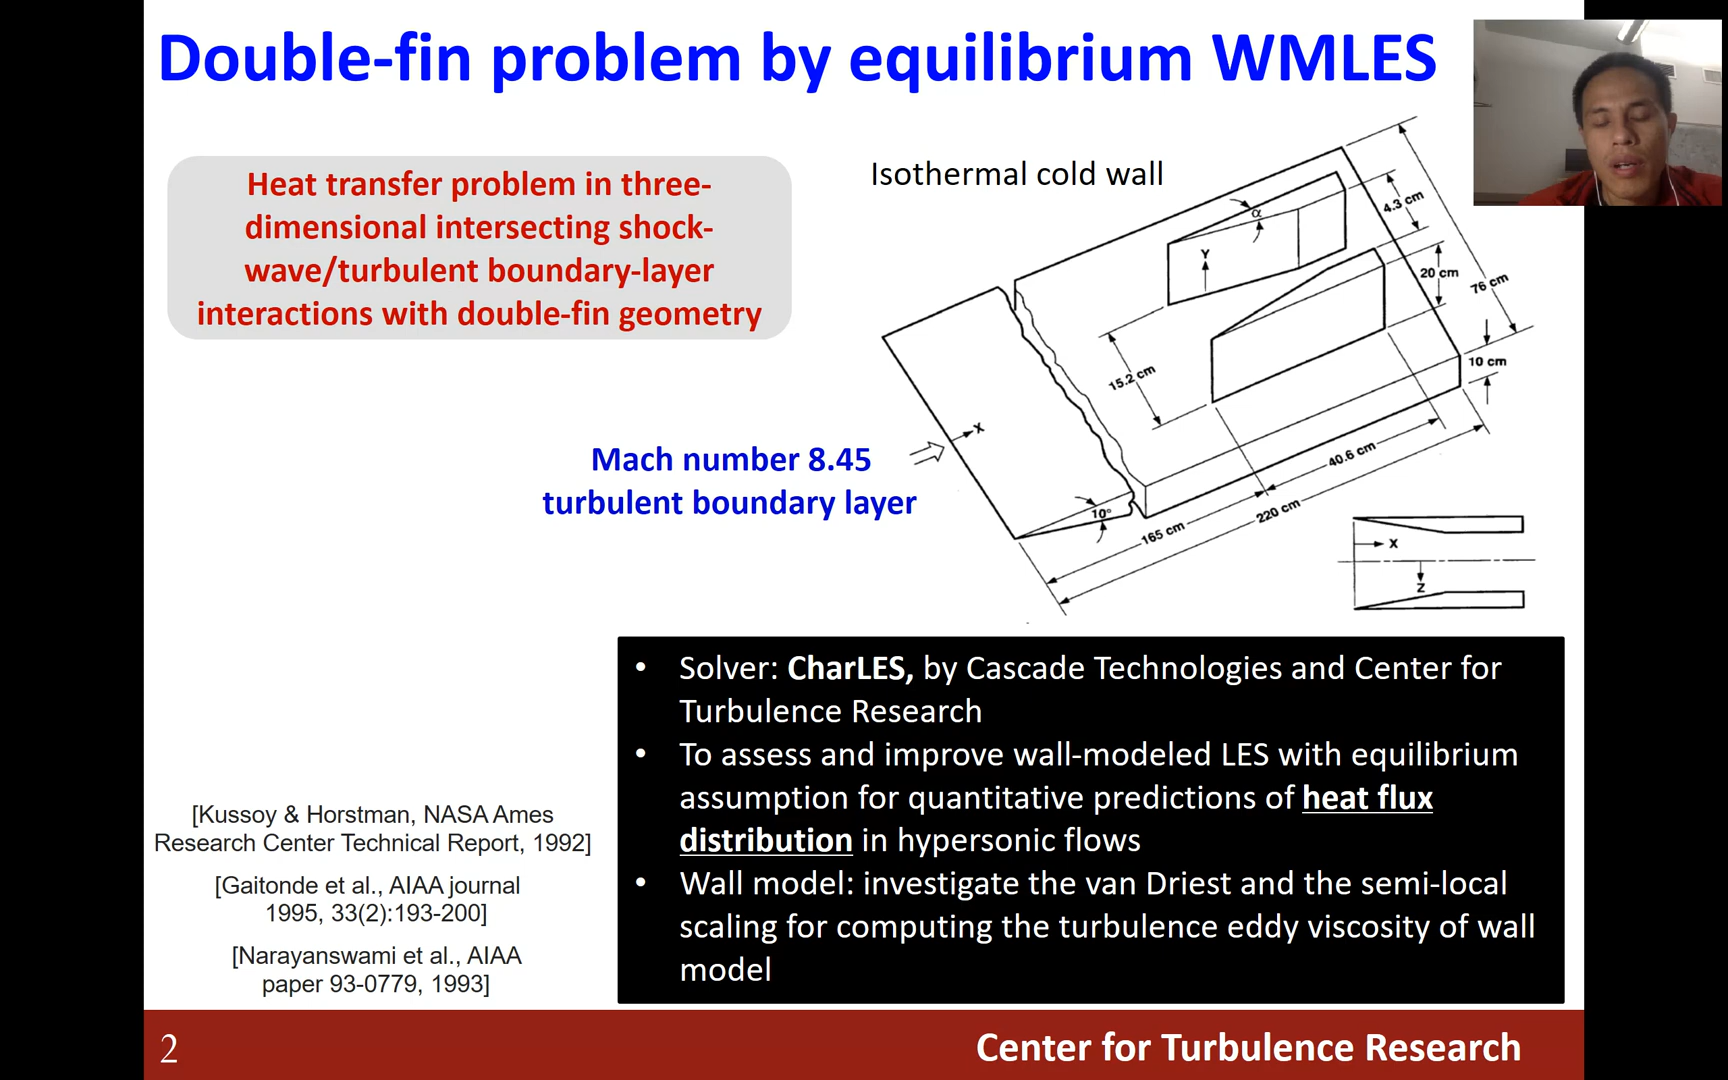 Double-fin problem by equilibrium WMLES
Heat transfer problem in three-
dimensional intersecting shock-
wave/turbulent boundary-layer
interactions with double-fin geometry
Isothermal cold wall
α
Y
4.3 cm
20 cm
76 cm
15.2 cm
10 cm
X
10°
40.6 cm
165 cm
220 cm
X
Z
Mach number 8.45
turbulent boundary layer
• Solver: CharLES, by Cascade Technologies and Center for
Turbulence Research
• To assess and improve wall-modeled LES with equilibrium
assumption for quantitative predictions of heat flux
distribution in hypersonic flows
• Wall model: investigate the van Driest and the semi-local
scaling for computing the turbulence eddy viscosity of wall
model
[Kussoy & Horstman, NASA Ames
Research Center Technical Report, 1992]
[Gaitonde et al., AIAA journal
1995, 33(2):193-200]
[Narayanswami et al., AIAA
paper 93-0779, 1993]
2
Center for Turbulence Research